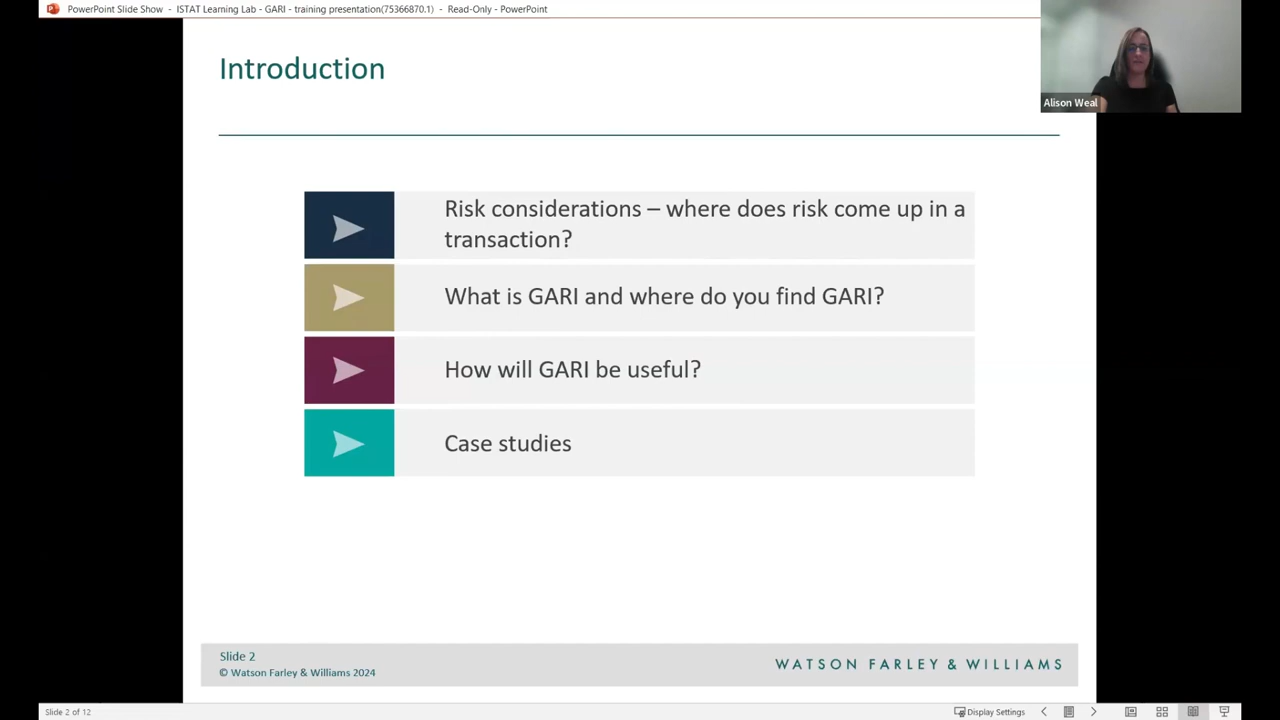 PowerPoint Slide Show - ISTAT Learning Lab - GARI - training presentation(75366870.1) - Read-Only - PowerPoint
Alison Weal
Introduction
Risk considerations – where does risk come up in a
transaction?
What is GARI and where do you find GARI?
How will GARI be useful?
Case studies
Slide 2
© Watson Farley & Williams 2024
WATSON FARLEY & WILLIAMS
Slide 2 of 12
Display Settings